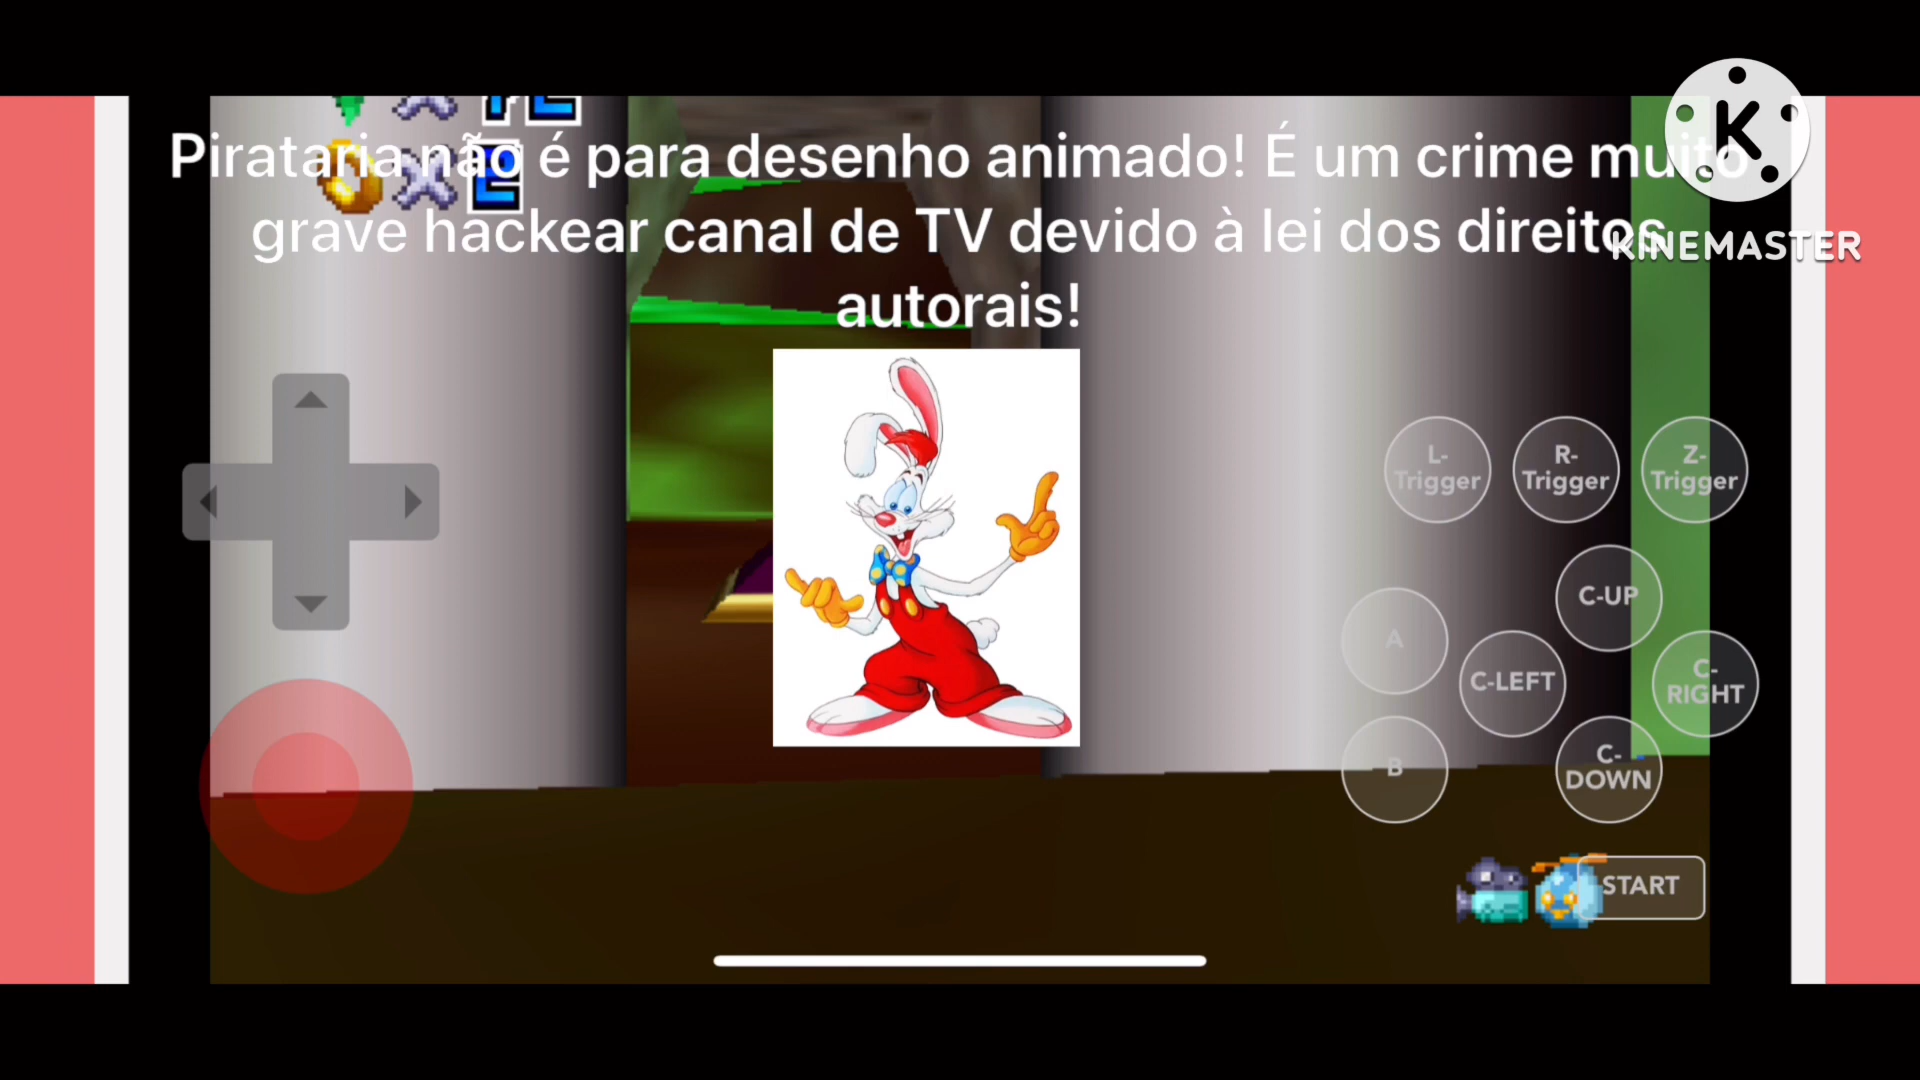 Pirataria não é para desenho animado! É um crime muito
grave hackear canal de TV devido à lei dos direitos
autorais!
KINEMASTER
L-
Trigger
R-
Trigger
Z-
Trigger
C-UP
A
C-LEFT
C-
RIGHT
B
C-
DOWN
START